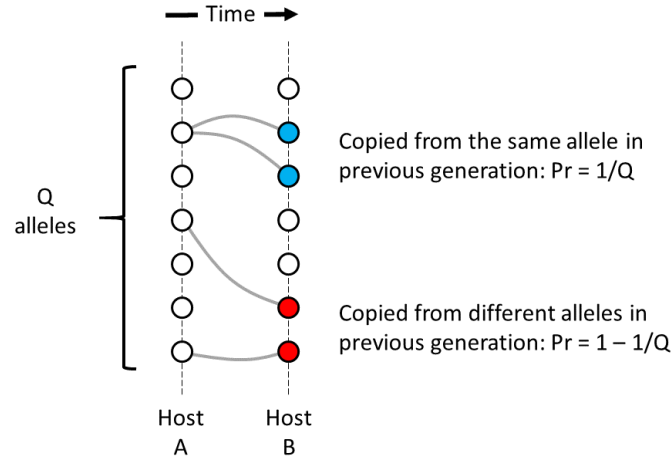 Time
Q
alleles
Copied from the same allele in
previous generation: Pr = 1/Q
Copied from different alleles in
previous generation: Pr = 1 – 1/Q
Host
A
Host
B